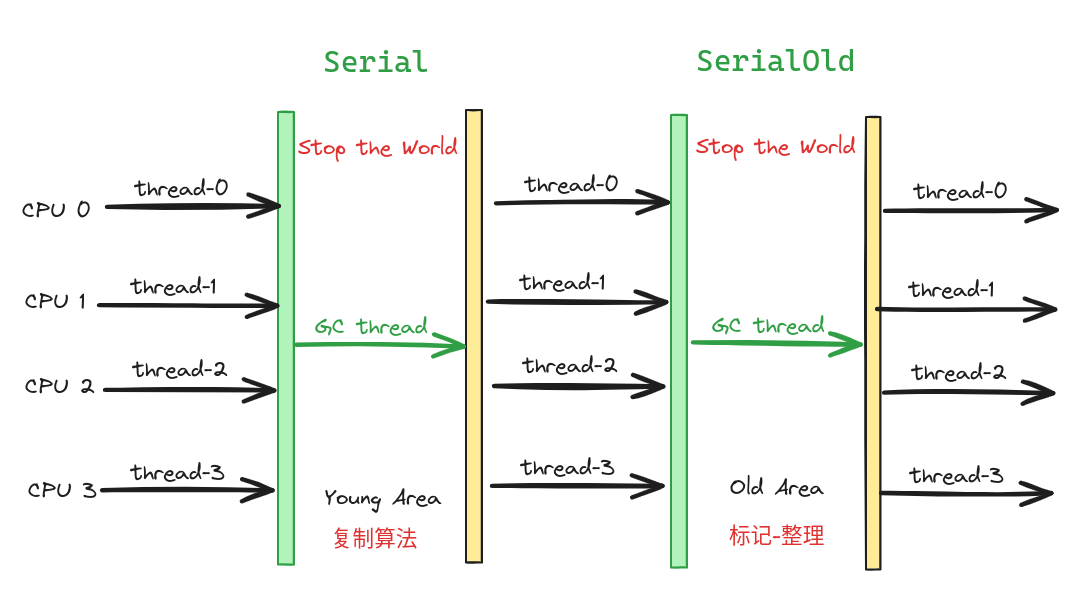 Serial
SerialOld
Stop the World
Stop the World
CPU 0
thread-0
thread-0
thread-0
CPU 1
thread-1
thread-1
thread-1
GC thread
GC thread
CPU 2
thread-2
thread-2
thread-2
CPU 3
thread-3
thread-3
thread-3
Young Area
复制算法
Old Area
标记-整理